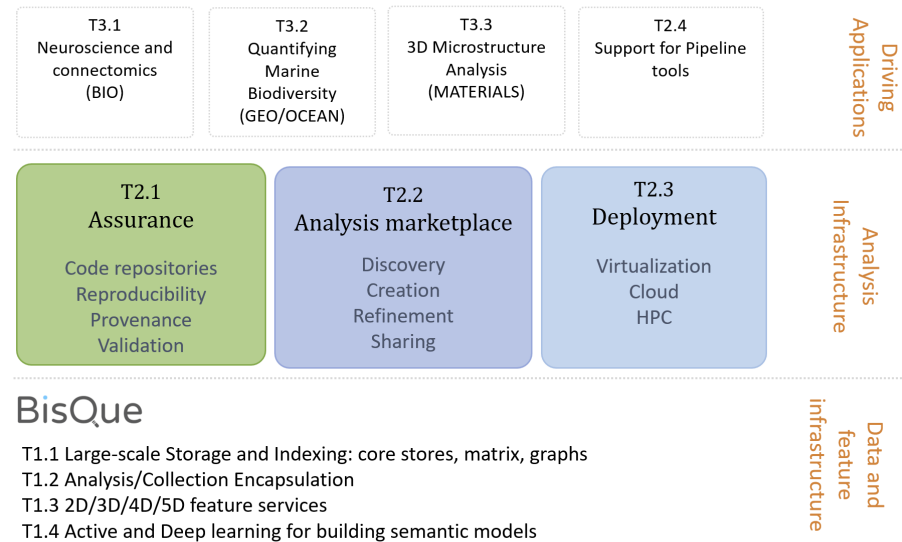 T3.1
Neuroscience and
connectomics
(BIO)
T3.2
Quantifying
Marine
Biodiversity
(GEO/OCEAN)
T3.3
3D Microstructure
Analysis
(MATERIALS)
T2.4
Support for Pipeline
tools
Driving
Applications
T2.1
Assurance
Code repositories
Reproducibility
Provenance
Validation
T2.2
Analysis marketplace
Discovery
Creation
Refinement
Sharing
T2.3
Deployment
Virtualization
Cloud
HPC
Analysis
Infrastructure
BisQue
T1.1 Large-scale Storage and Indexing: core stores, matrix, graphs
T1.2 Analysis/Collection Encapsulation
T1.3 2D/3D/4D/5D feature services
T1.4 Active and Deep learning for building semantic models
Data and
feature
infrastructure